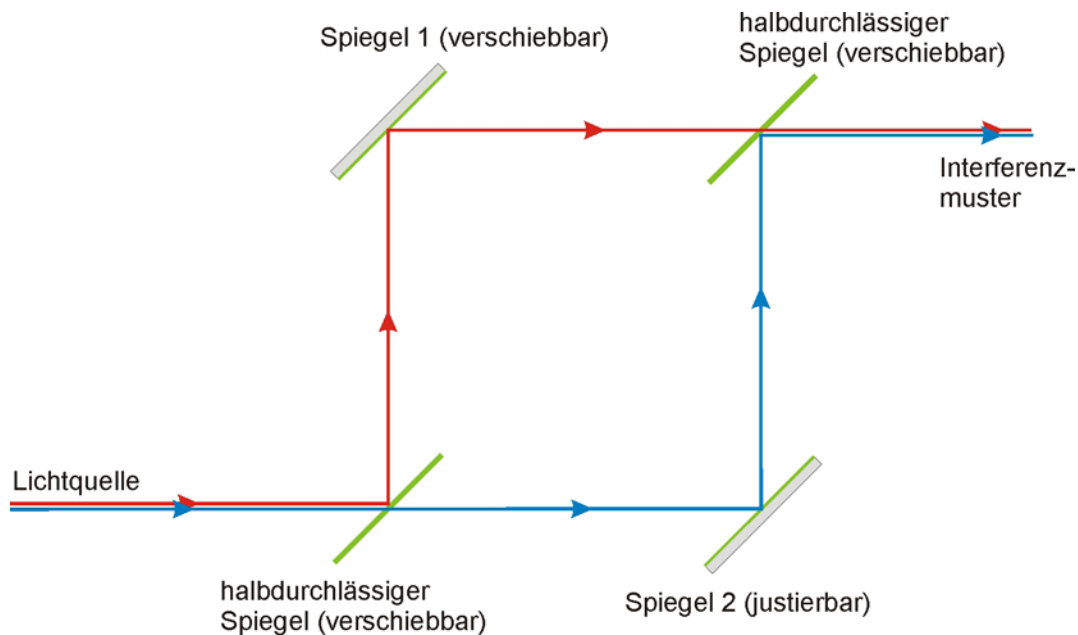 Spiegel 1 (verschiebbar)
halbdurchlässiger
Spiegel (verschiebbar)
Interferenz-
muster
Lichtquelle
halbdurchlässiger
Spiegel (verschiebbar)
Spiegel 2 (justierbar)